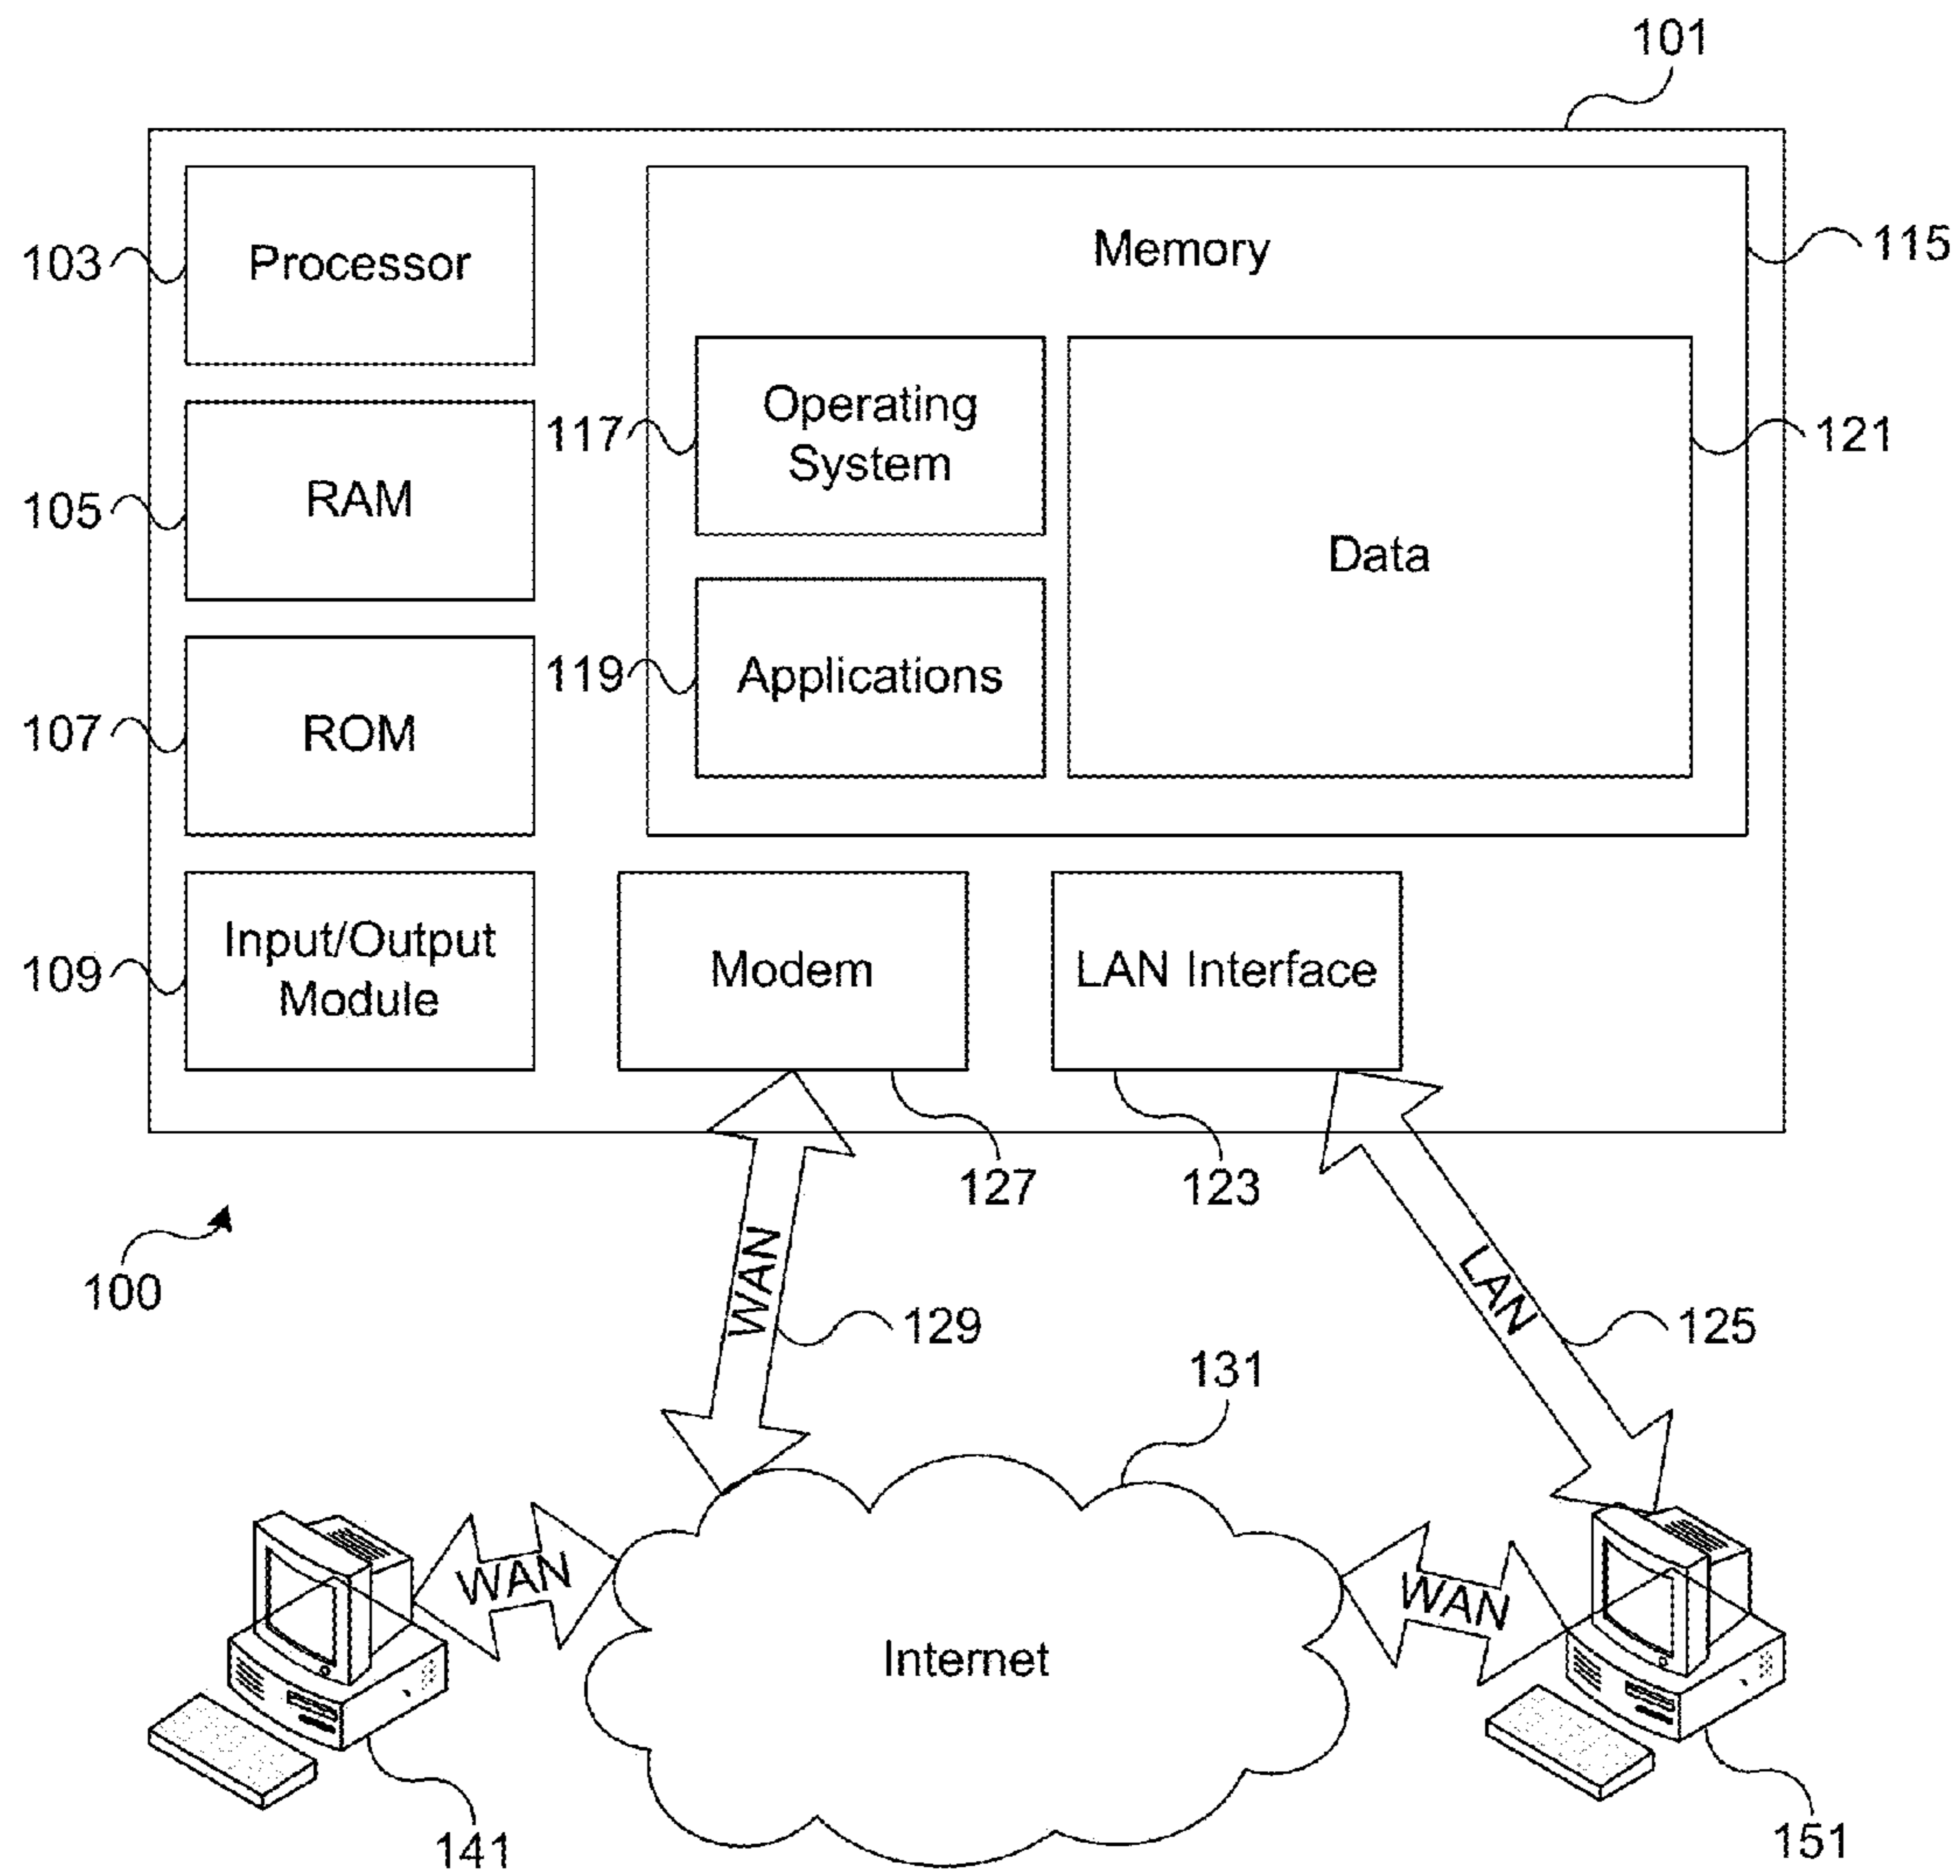 101
Processor
103
Memory
115
Operating
System
117
121
RAM
105
Data
Applications
119
ROM
107
Input/Output
Module
109
Modem
LAN Interface
127
123
100
WAN
129
LAN
125
131
WAN
WAN
Internet
141
151